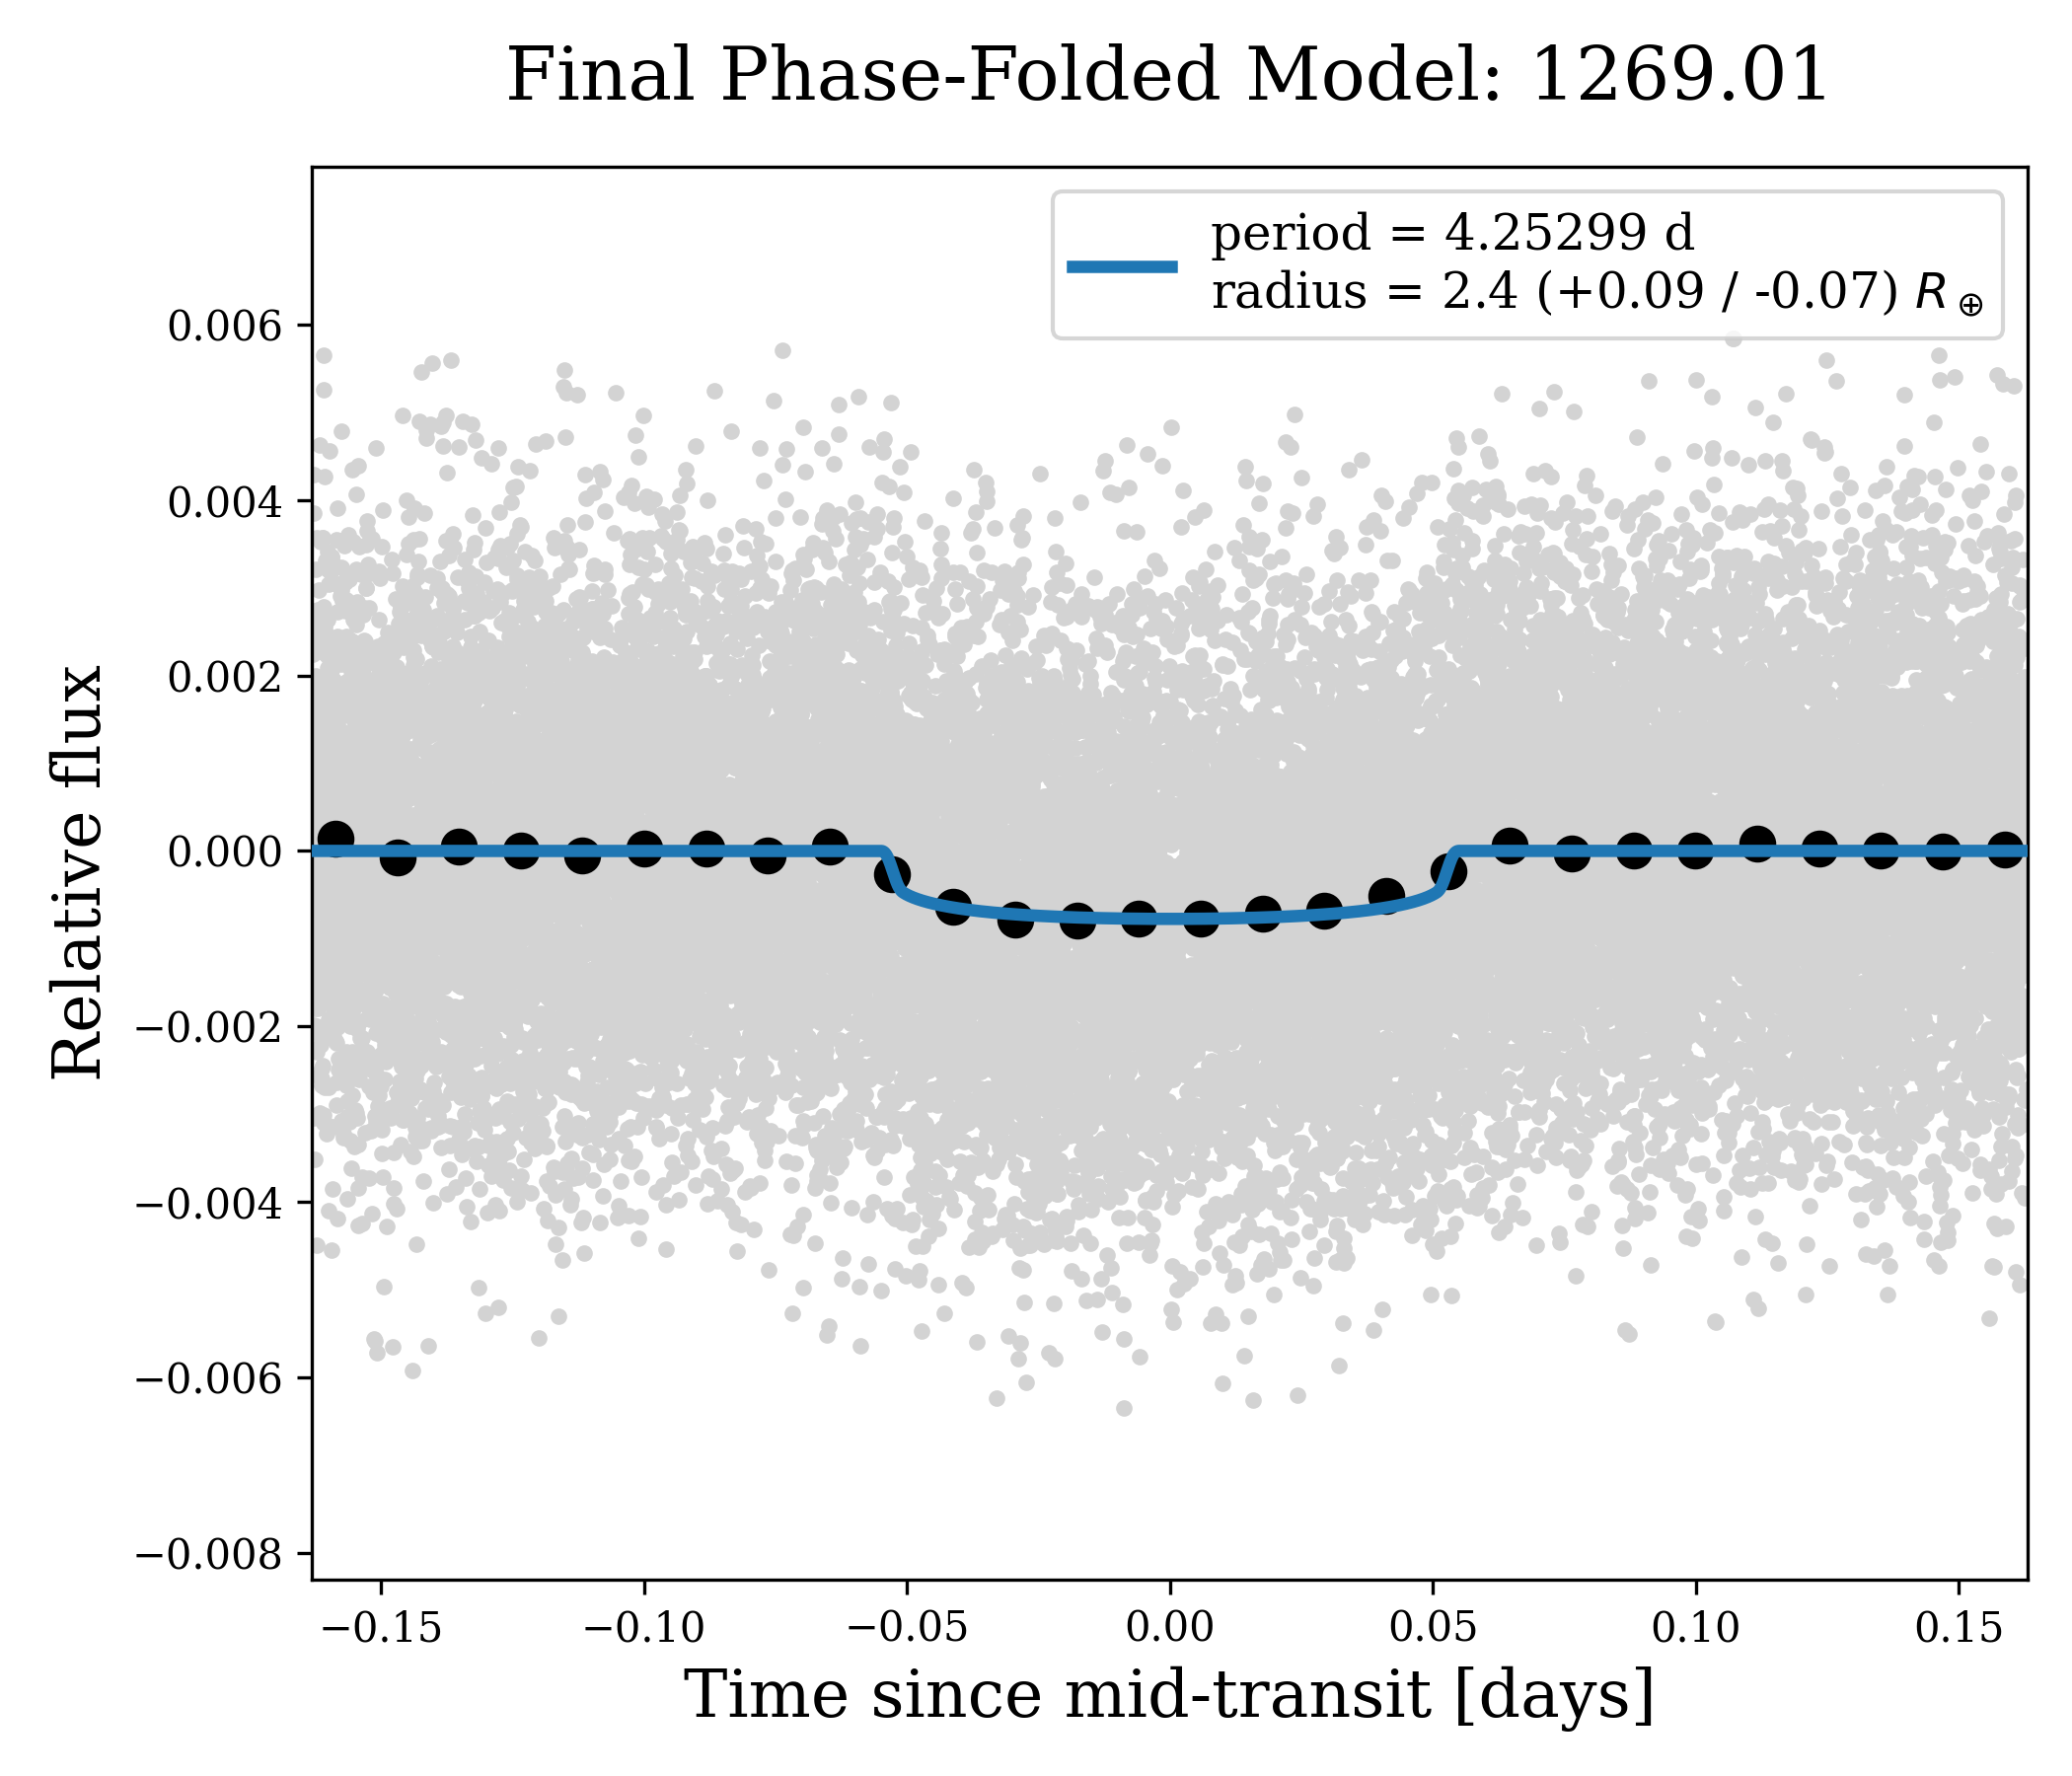 Final Phase-Folded Model: 1269.01
period = 4.25299 d
radius = 2.4 (+0.09 / -0.07) R⊕
0.006
0.004
0.002
0.000
−0.002
−0.004
−0.006
−0.008
Relative flux
−0.15 −0.10 −0.05 0.00 0.05 0.10 0.15
Time since mid-transit [days]